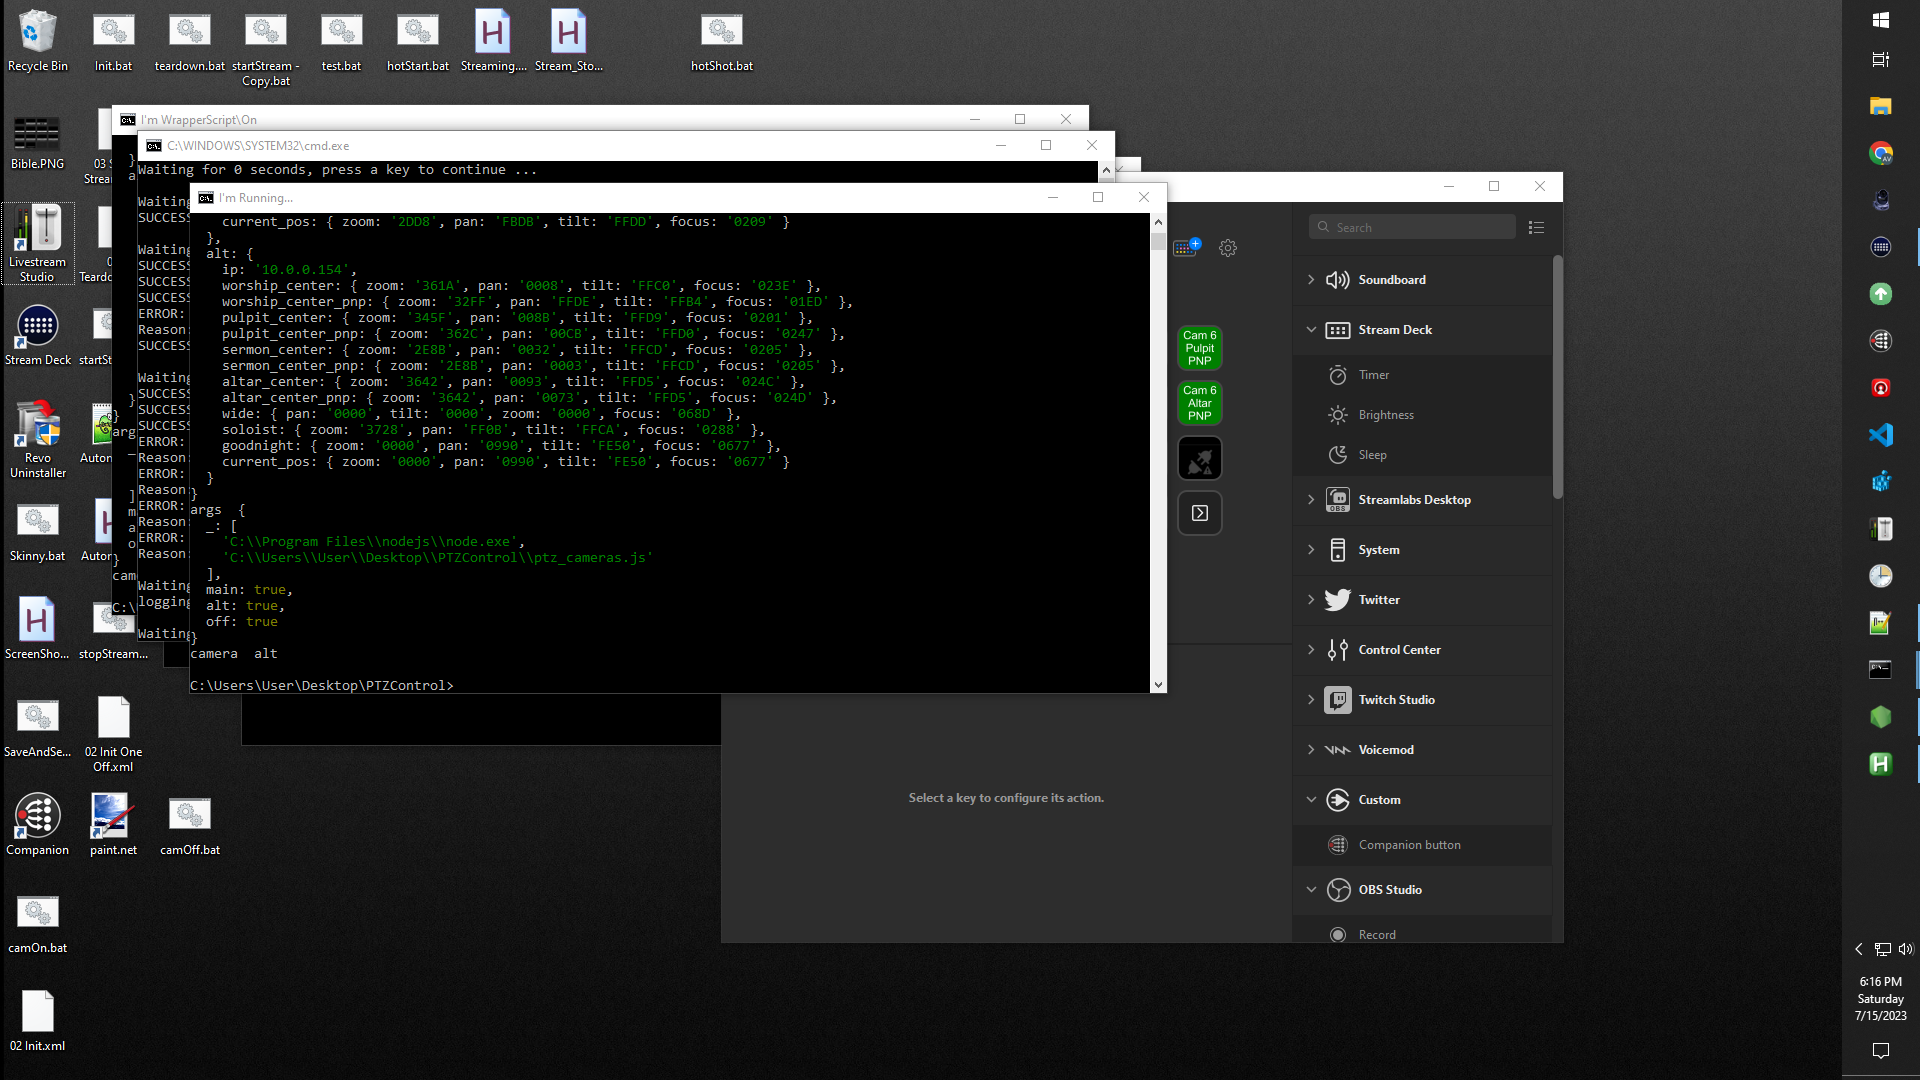 Recycle Bin
Init.bat
teardown.bat
startStream -
Copy.bat
test.bat
hotStart.bat
Streaming....
Stream_Sto...
hotShot.bat
Bible.PNG
03 S
Strea
Livestream
Studio
Teardo
Stream Deck
startSt
Revo
Uninstaller
Auton
Skinny.bat
Auton
ScreenSho...
stopStream...
SaveAndSe...
02 Init One
Off.xml
Companion
paint.net
camOff.bat
camOn.bat
02 Init.xml
I'm WrapperScript\On
}
a
}
}
arg
]
m
a
o
}
cam
C:\
C:\WINDOWS\SYSTEM32\cmd.exe
Waiting for 0 seconds, press a key to continue ...
Waiting
SUCCESS
Waiting
SUCCESS
SUCCESS
SUCCESS
ERROR:
Reason:
SUCCESS
Waiting
SUCCESS
SUCCESS
SUCCESS
ERROR:
Reason:
ERROR:
Reason:
ERROR:
Reason:
ERROR:
Reason:
Waiting
logging
Waiting
I'm Running...
current_pos: { zoom: '2DD8', pan: 'FBDB', tilt: 'FFDD', focus: '0209' }
},
alt: {
ip: '10.0.0.154',
worship_center: { zoom: '361A', pan: '0008', tilt: 'FFC0', focus: '023E' },
worship_center_pnp: { zoom: '32FF', pan: 'FFDE', tilt: 'FFB4', focus: '01ED' },
pulpit_center: { zoom: '345F', pan: '008B', tilt: 'FFD9', focus: '0201' },
pulpit_center_pnp: { zoom: '362C', pan: '00CB', tilt: 'FFD0', focus: '0247' },
sermon_center: { zoom: '2E8B', pan: '0032', tilt: 'FFCD', focus: '0205' },
sermon_center_pnp: { zoom: '2E8B', pan: '0003', tilt: 'FFCD', focus: '0205' },
altar_center: { zoom: '3642', pan: '0093', tilt: 'FFD5', focus: '024C' },
altar_center_pnp: { zoom: '3642', pan: '0073', tilt: 'FFD5', focus: '024D' },
wide: { pan: '0000', tilt: '0000', zoom: '0000', focus: '068D' },
soloist: { zoom: '3728', pan: 'FF0B', tilt: 'FFCA', focus: '0288' },
goodnight: { zoom: '0000', pan: '0990', tilt: 'FE50', focus: '0677' },
current_pos: { zoom: '0000', pan: '0990', tilt: 'FE50', focus: '0677' }
}
}
args  {
_: [
'C:\\Program Files\\nodejs\\node.exe',
'C:\\Users\\User\\Desktop\\PTZControl\\ptz_cameras.js'
],
main: true,
alt: true,
off: true
}
camera  alt
C:\Users\User\Desktop\PTZControl>
Cam 6
Pulpit
PNP
Cam 6
Altar
PNP
Select a key to configure its action.
Search
Soundboard
Stream Deck
Timer
Brightness
Sleep
OBS
Streamlabs Desktop
System
Twitter
Control Center
Twitch Studio
Voicemod
Custom
Companion button
OBS Studio
Record
AV
6:16 PM
Saturday
7/15/2023